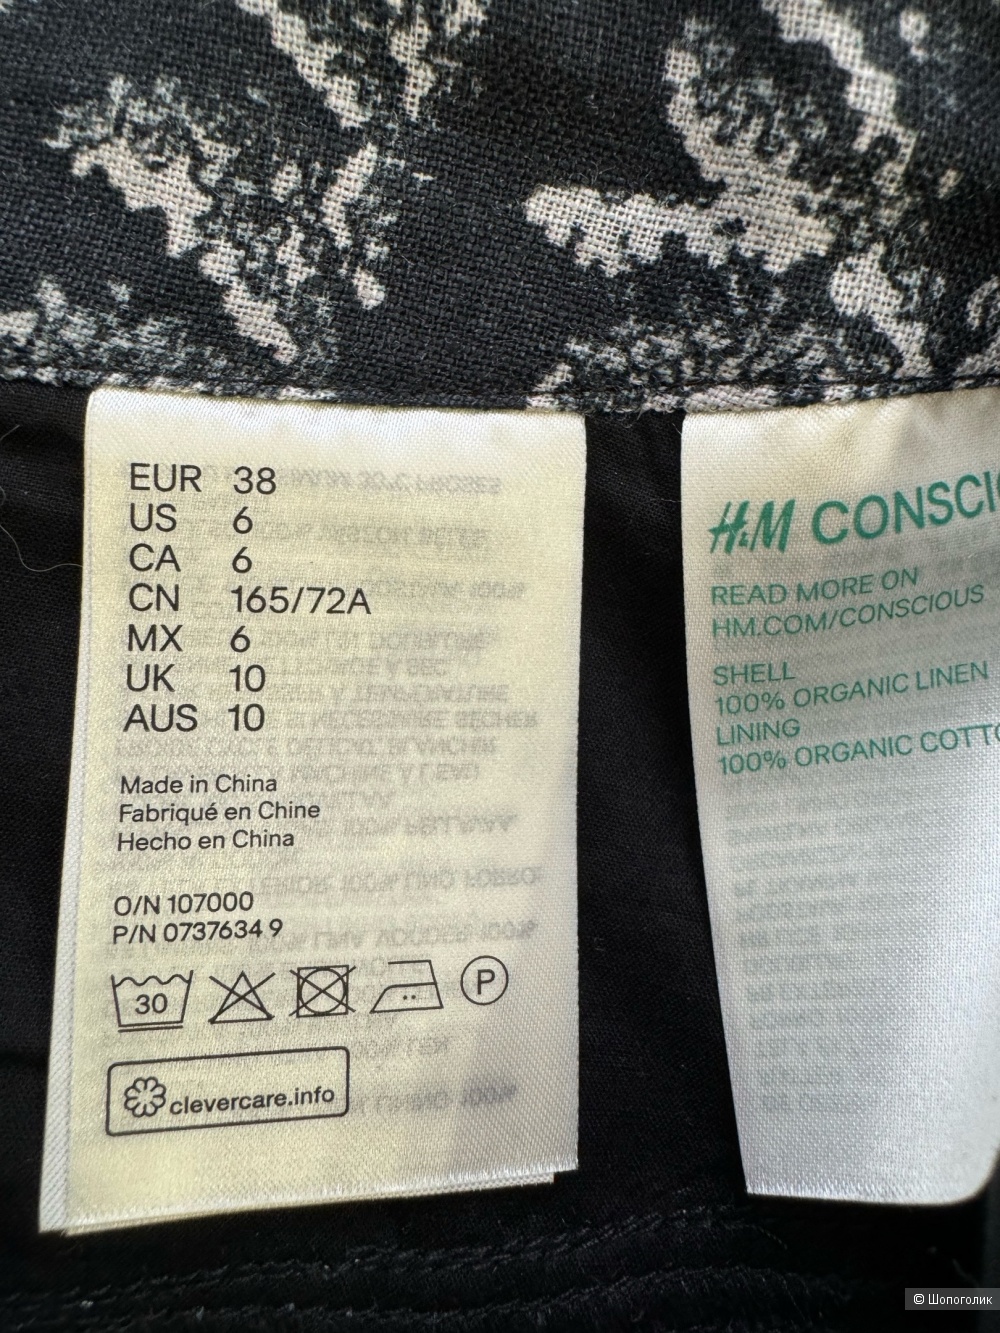 EUR 38
US 6
CA 6
CN 165/72A
MX 6
UK 10
AUS 10
Made in China
Fabriqué en Chine
Hecho en China
O/N 107000
P/N 0737634 9
30
P
clevercare.info
H&M CONSCI
READ MORE ON
HM.COM/CONSCIOUS
SHELL
100% ORGANIC LINEN
LINING
100% ORGANIC COTTO
© Шопоголик